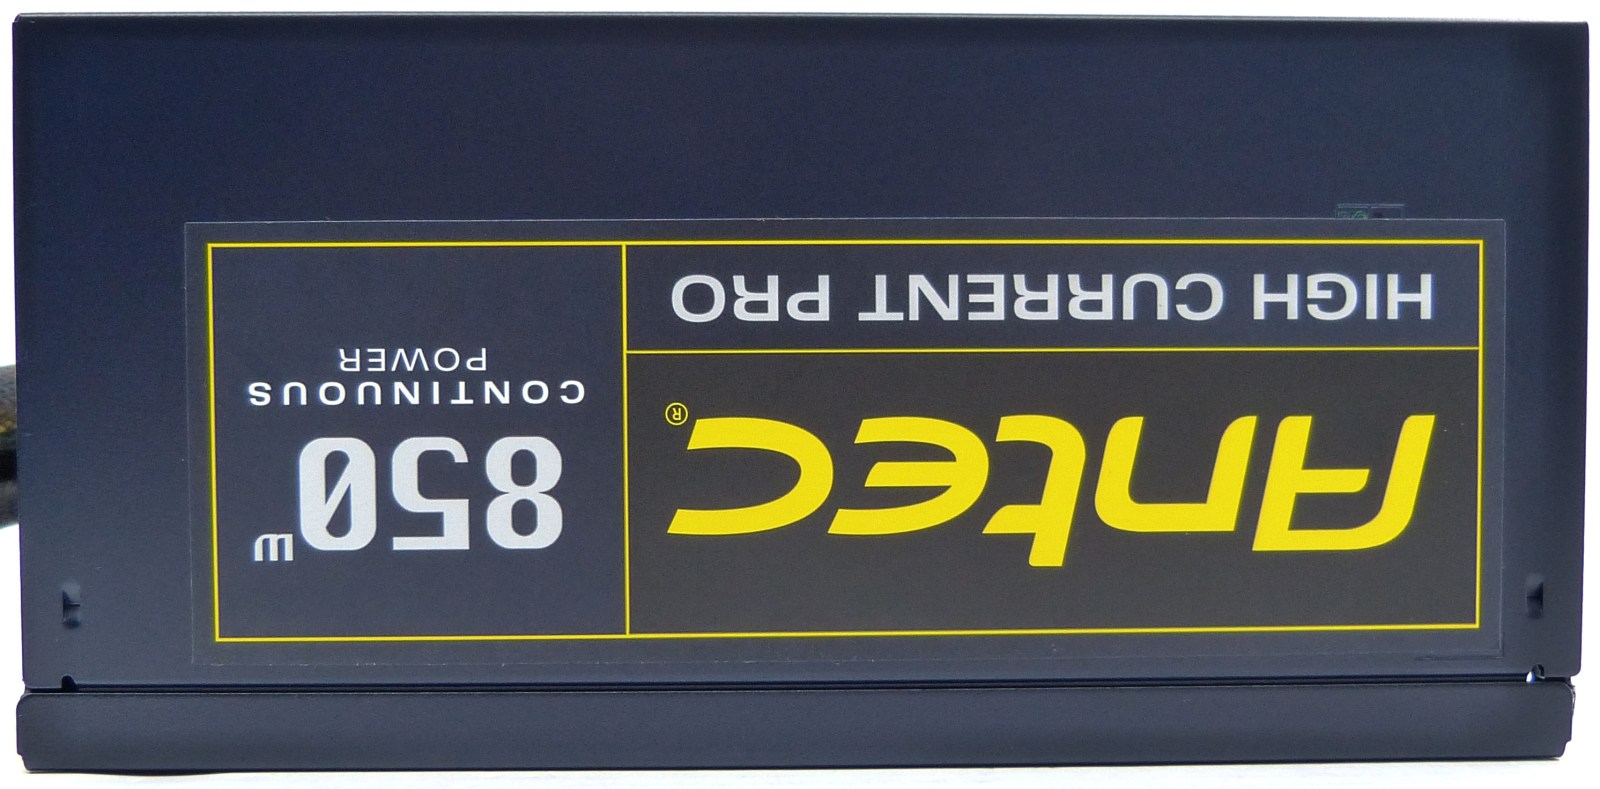 Antec®
HIGH CURRENT PRO
850W
CONTINUOUS
POWER